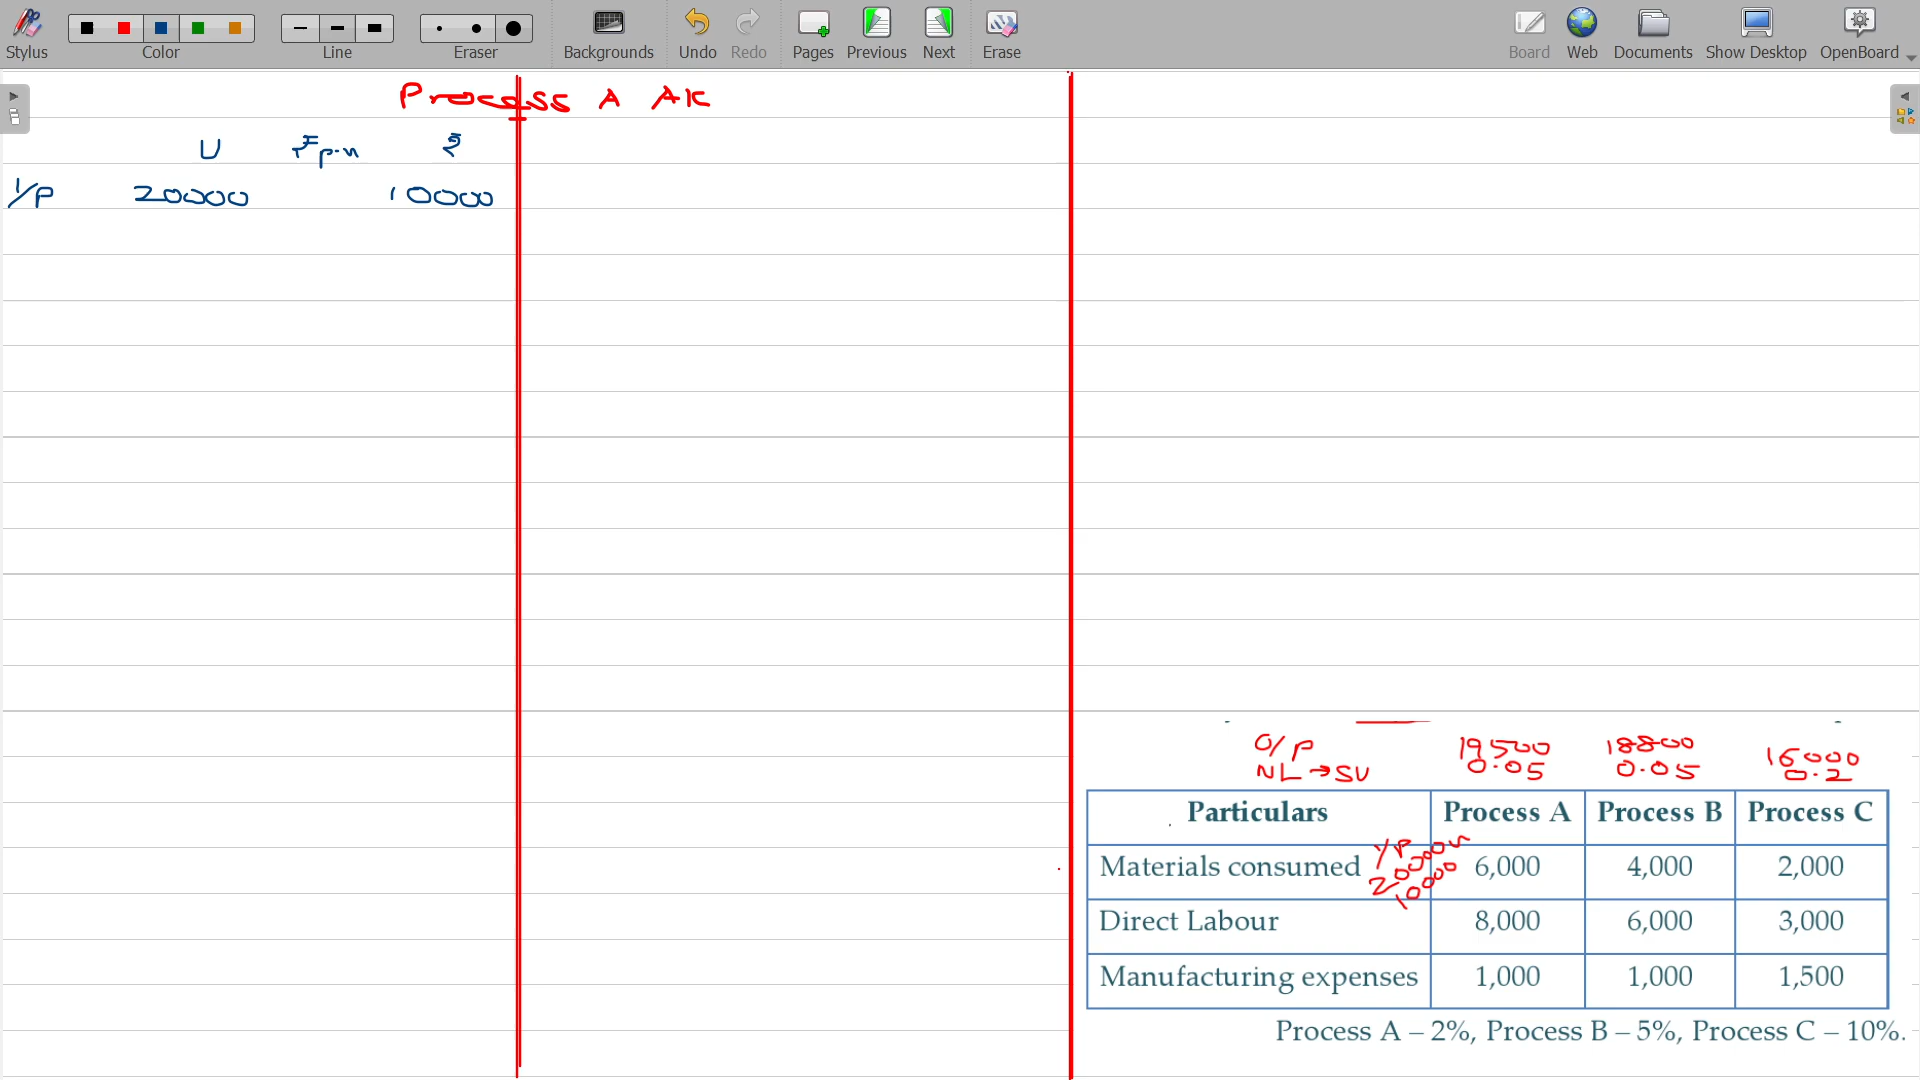 Stylus Color Line Eraser Backgrounds Undo Redo Pages Previous Next Erase Board Web Documents Show Desktop OpenBoard
Process A A/c
U ₹p.u ₹
I/P 20000 10000
O/P 19500 18800 16000
NL → SV 0.05 0.05 0.2
Particulars Process A Process B Process C
I/P
20000 u
10000
Materials consumed 6,000 4,000 2,000
Direct Labour 8,000 6,000 3,000
Manufacturing expenses 1,000 1,000 1,500
Process A – 2%, Process B – 5%, Process C – 10%.